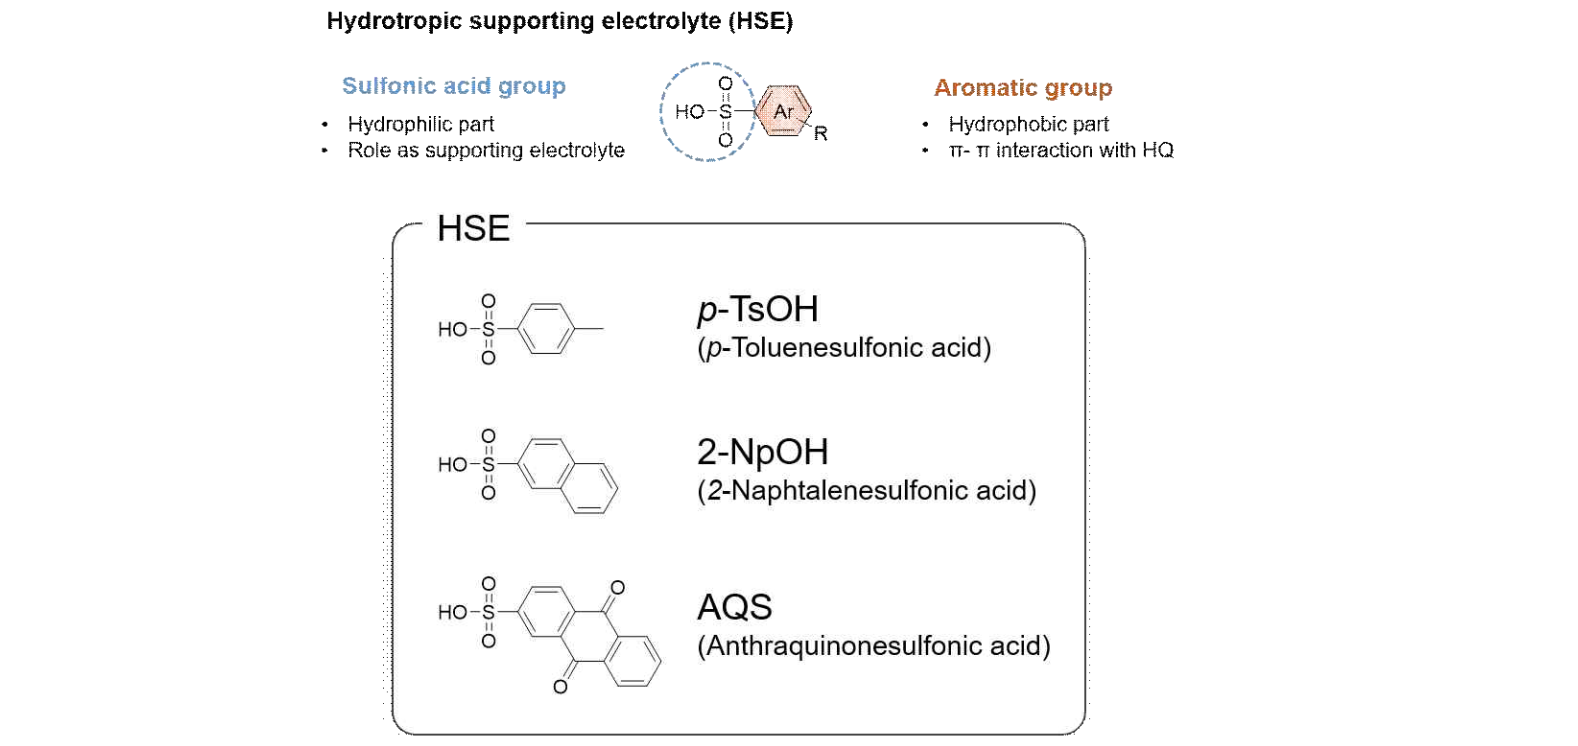 Hydrotropic supporting electrolyte (HSE)
Sulfonic acid group
• Hydrophilic part
• Role as supporting electrolyte
O
HO-S
O
Ar
R
Aromatic group
• Hydrophobic part
• π- π interaction with HQ
HSE
O
HO-S
O
p-TsOH
(p-Toluenesulfonic acid)
O
HO-S
O
2-NpOH
(2-Naphtalenesulfonic acid)
O
HO-S
O
O
O
AQS
(Anthraquinonesulfonic acid)